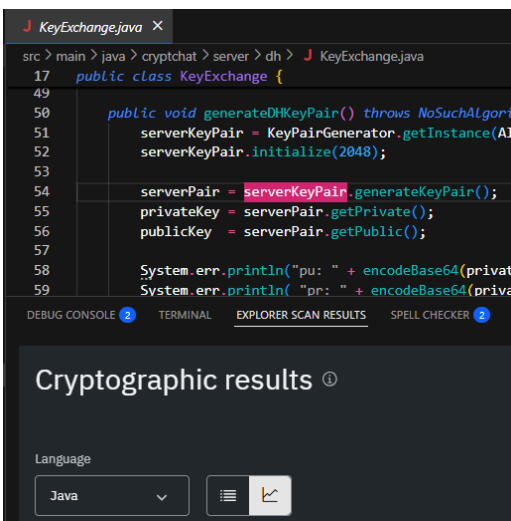 J KeyExchange.java ×
src > main > java > cryptchat > server > dh > J KeyExchange.java
17 public class KeyExchange {
49
50 public void generateDHKeyPair() throws NoSuchAlgori
51 serverKeyPair = KeyPairGenerator.getInstance(Al
52 serverKeyPair.initialize(2048);
53
54 serverPair = serverKeyPair.generateKeyPair();
55 privateKey = serverPair.getPrivate();
56 publicKey = serverPair.getPublic();
57
58 System.err.println("pu: " + encodeBase64(privat
59 System.err.println( "pr: " + encodeBase64(priva
DEBUG CONSOLE 2 TERMINAL EXPLORER SCAN RESULTS SPELL CHECKER 2
Cryptographic results
Language
Java